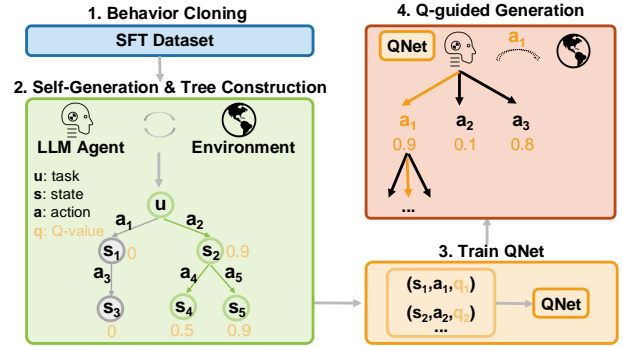 1. Behavior Cloning
SFT Dataset
2. Self-Generation & Tree Construction
LLM Agent
Environment
u: task
s: state
a: action
q: Q-value
u
a₁
a₂
s₁
0
s₂
0.9
a₃
a₄
a₅
s₃
s₄
s₅
0
0.5
0.9
3. Train QNet
(s₁,a₁,q₁)
(s₂,a₂,q₂)
...
QNet
4. Q-guided Generation
QNet
a₁
a₁
a₂
a₃
0.9
0.1
0.8
...